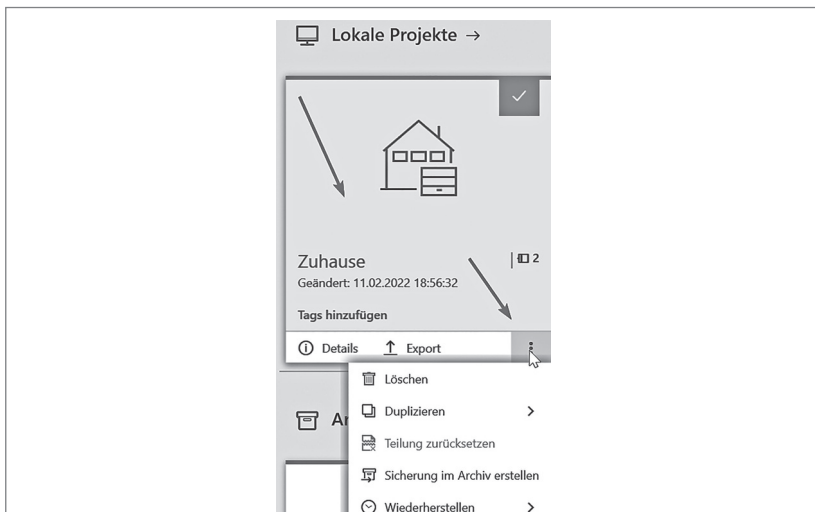 Lokale Projekte →
Zuhause
2
Geändert: 11.02.2022 18:56:32
Tags hinzufügen
Details Export
Löschen
Duplizieren
Teilung zurücksetzen
Sicherung im Archiv erstellen
Wiederherstellen